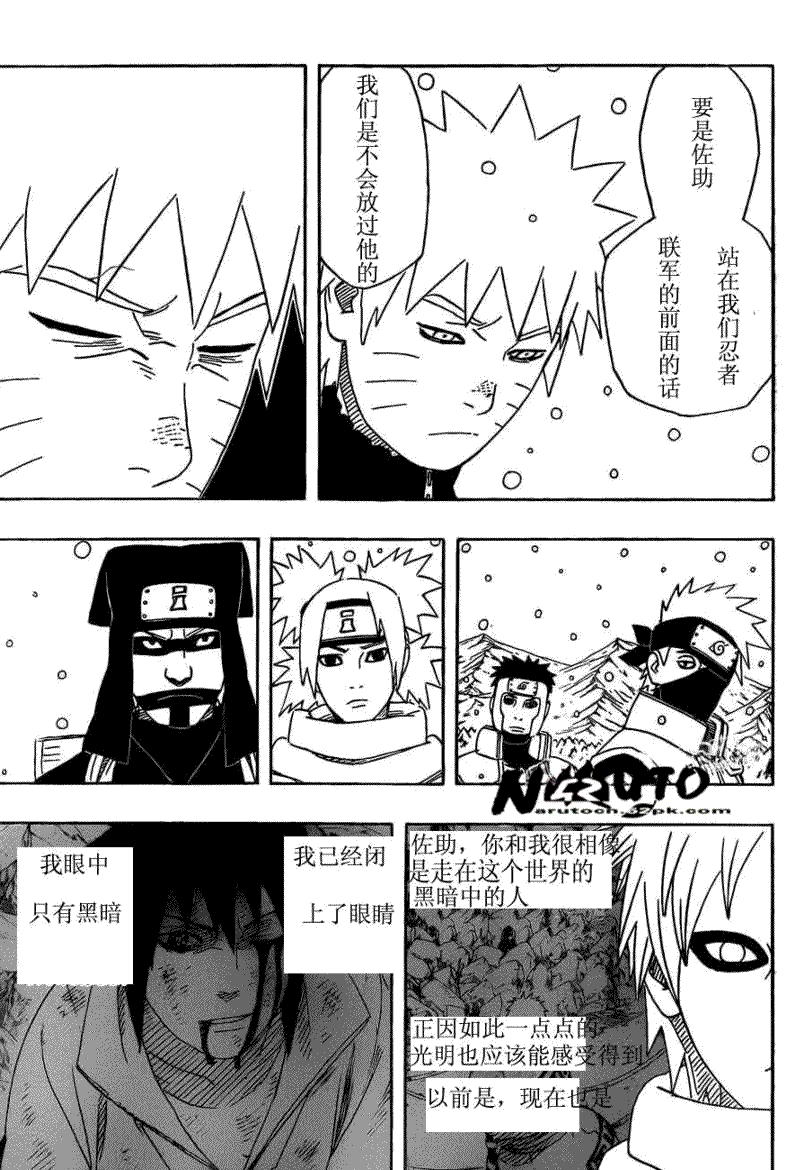 要是佐助
站在我们忍者
联军的前面的话
我们是不会放过他的
NARUTO
Narutoch
pk.com
佐助，你和我很相像
是走在这个世界的
黑暗中的人
正因如此一点点的
光明也应该能感受得到
以前是，现在也是
我已经闭
上了眼睛
我眼中
只有黑暗